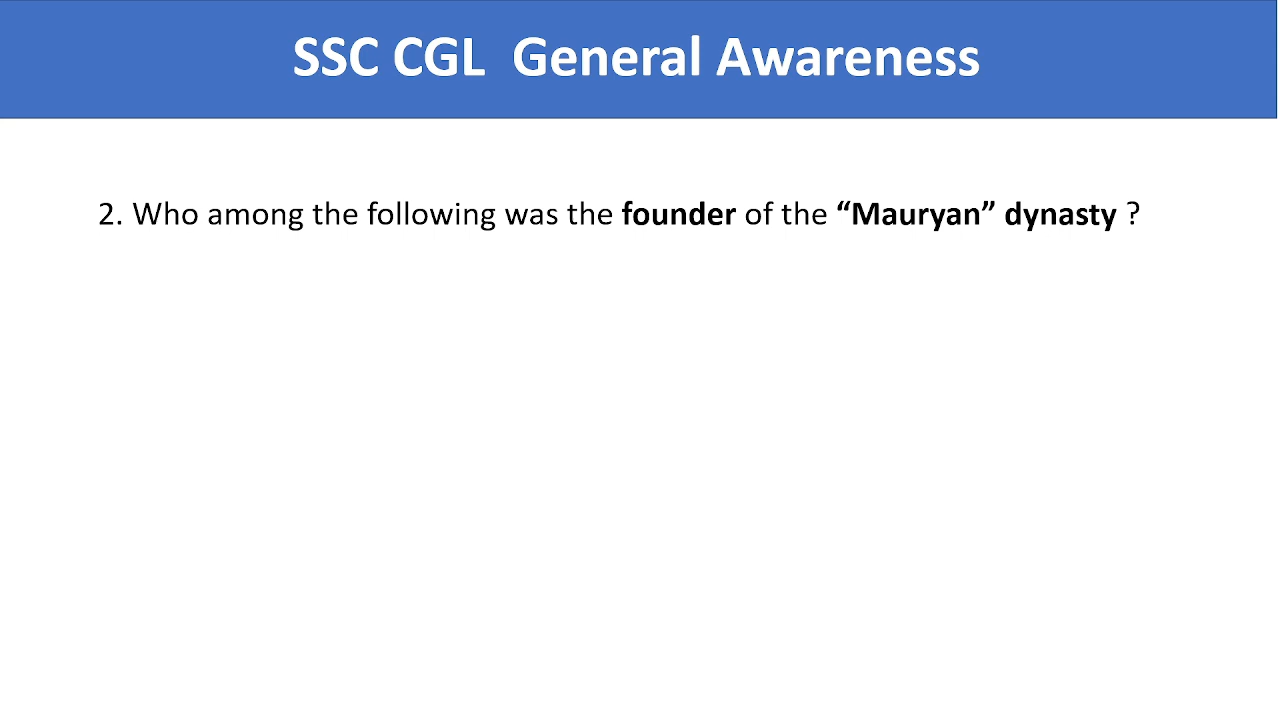 SSC CGL  General Awareness
2. Who among the following was the founder of the “Mauryan” dynasty ?